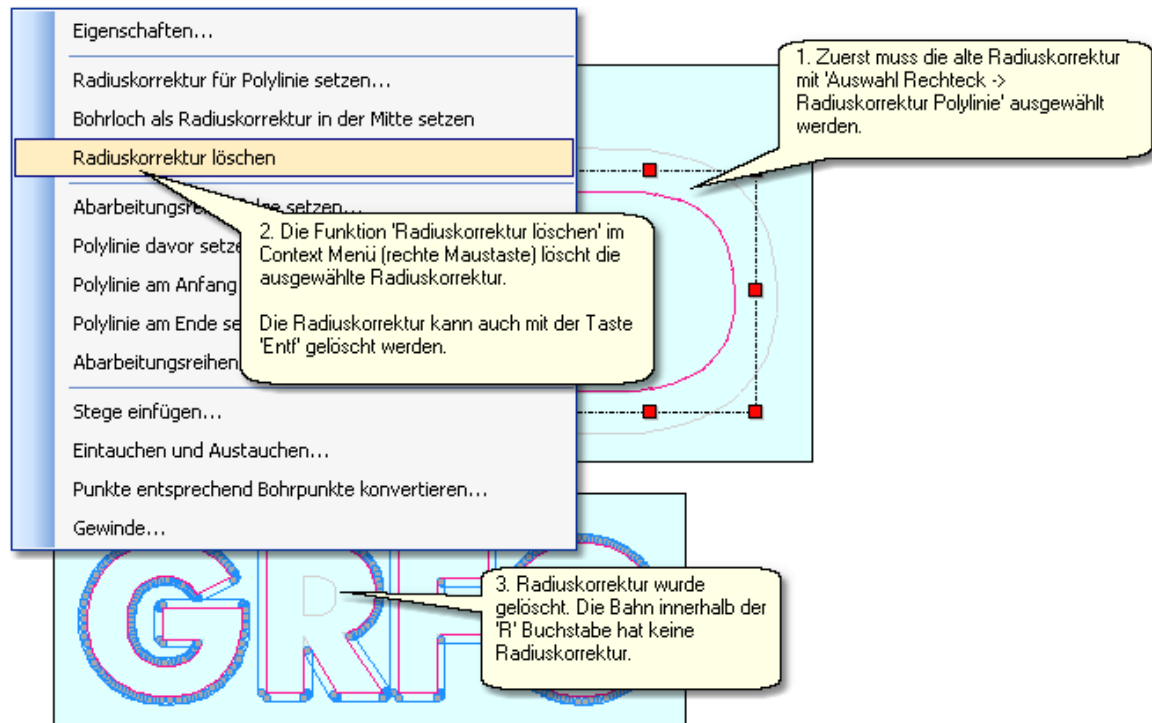 Eigenschaften...
Radiuskorrektur für Polylinie setzen...
Bohrloch als Radiuskorrektur in der Mitte setzen
Radiuskorrektur löschen
Abarbeitungsreihenfolge setzen...
Polylinie davor setze
Polylinie am Anfang
Polylinie am Ende se
Abarbeitungsreihen
Stege einfügen...
Eintauchen und Austauchen...
Punkte entsprechend Bohrpunkte konvertieren...
Gewinde...
1. Zuerst muss die alte Radiuskorrektur
mit 'Auswahl Rechteck ->
Radiuskorrektur Polylinie' ausgewählt
werden.
2. Die Funktion 'Radiuskorrektur löschen' im
Context Menü (rechte Maustaste) löscht die
ausgewählte Radiuskorrektur.
Die Radiuskorrektur kann auch mit der Taste
'Entf' gelöscht werden.
GR
3. Radiuskorrektur wurde
gelöscht. Die Bahn innerhalb der
'R' Buchstabe hat keine
Radiuskorrektur.